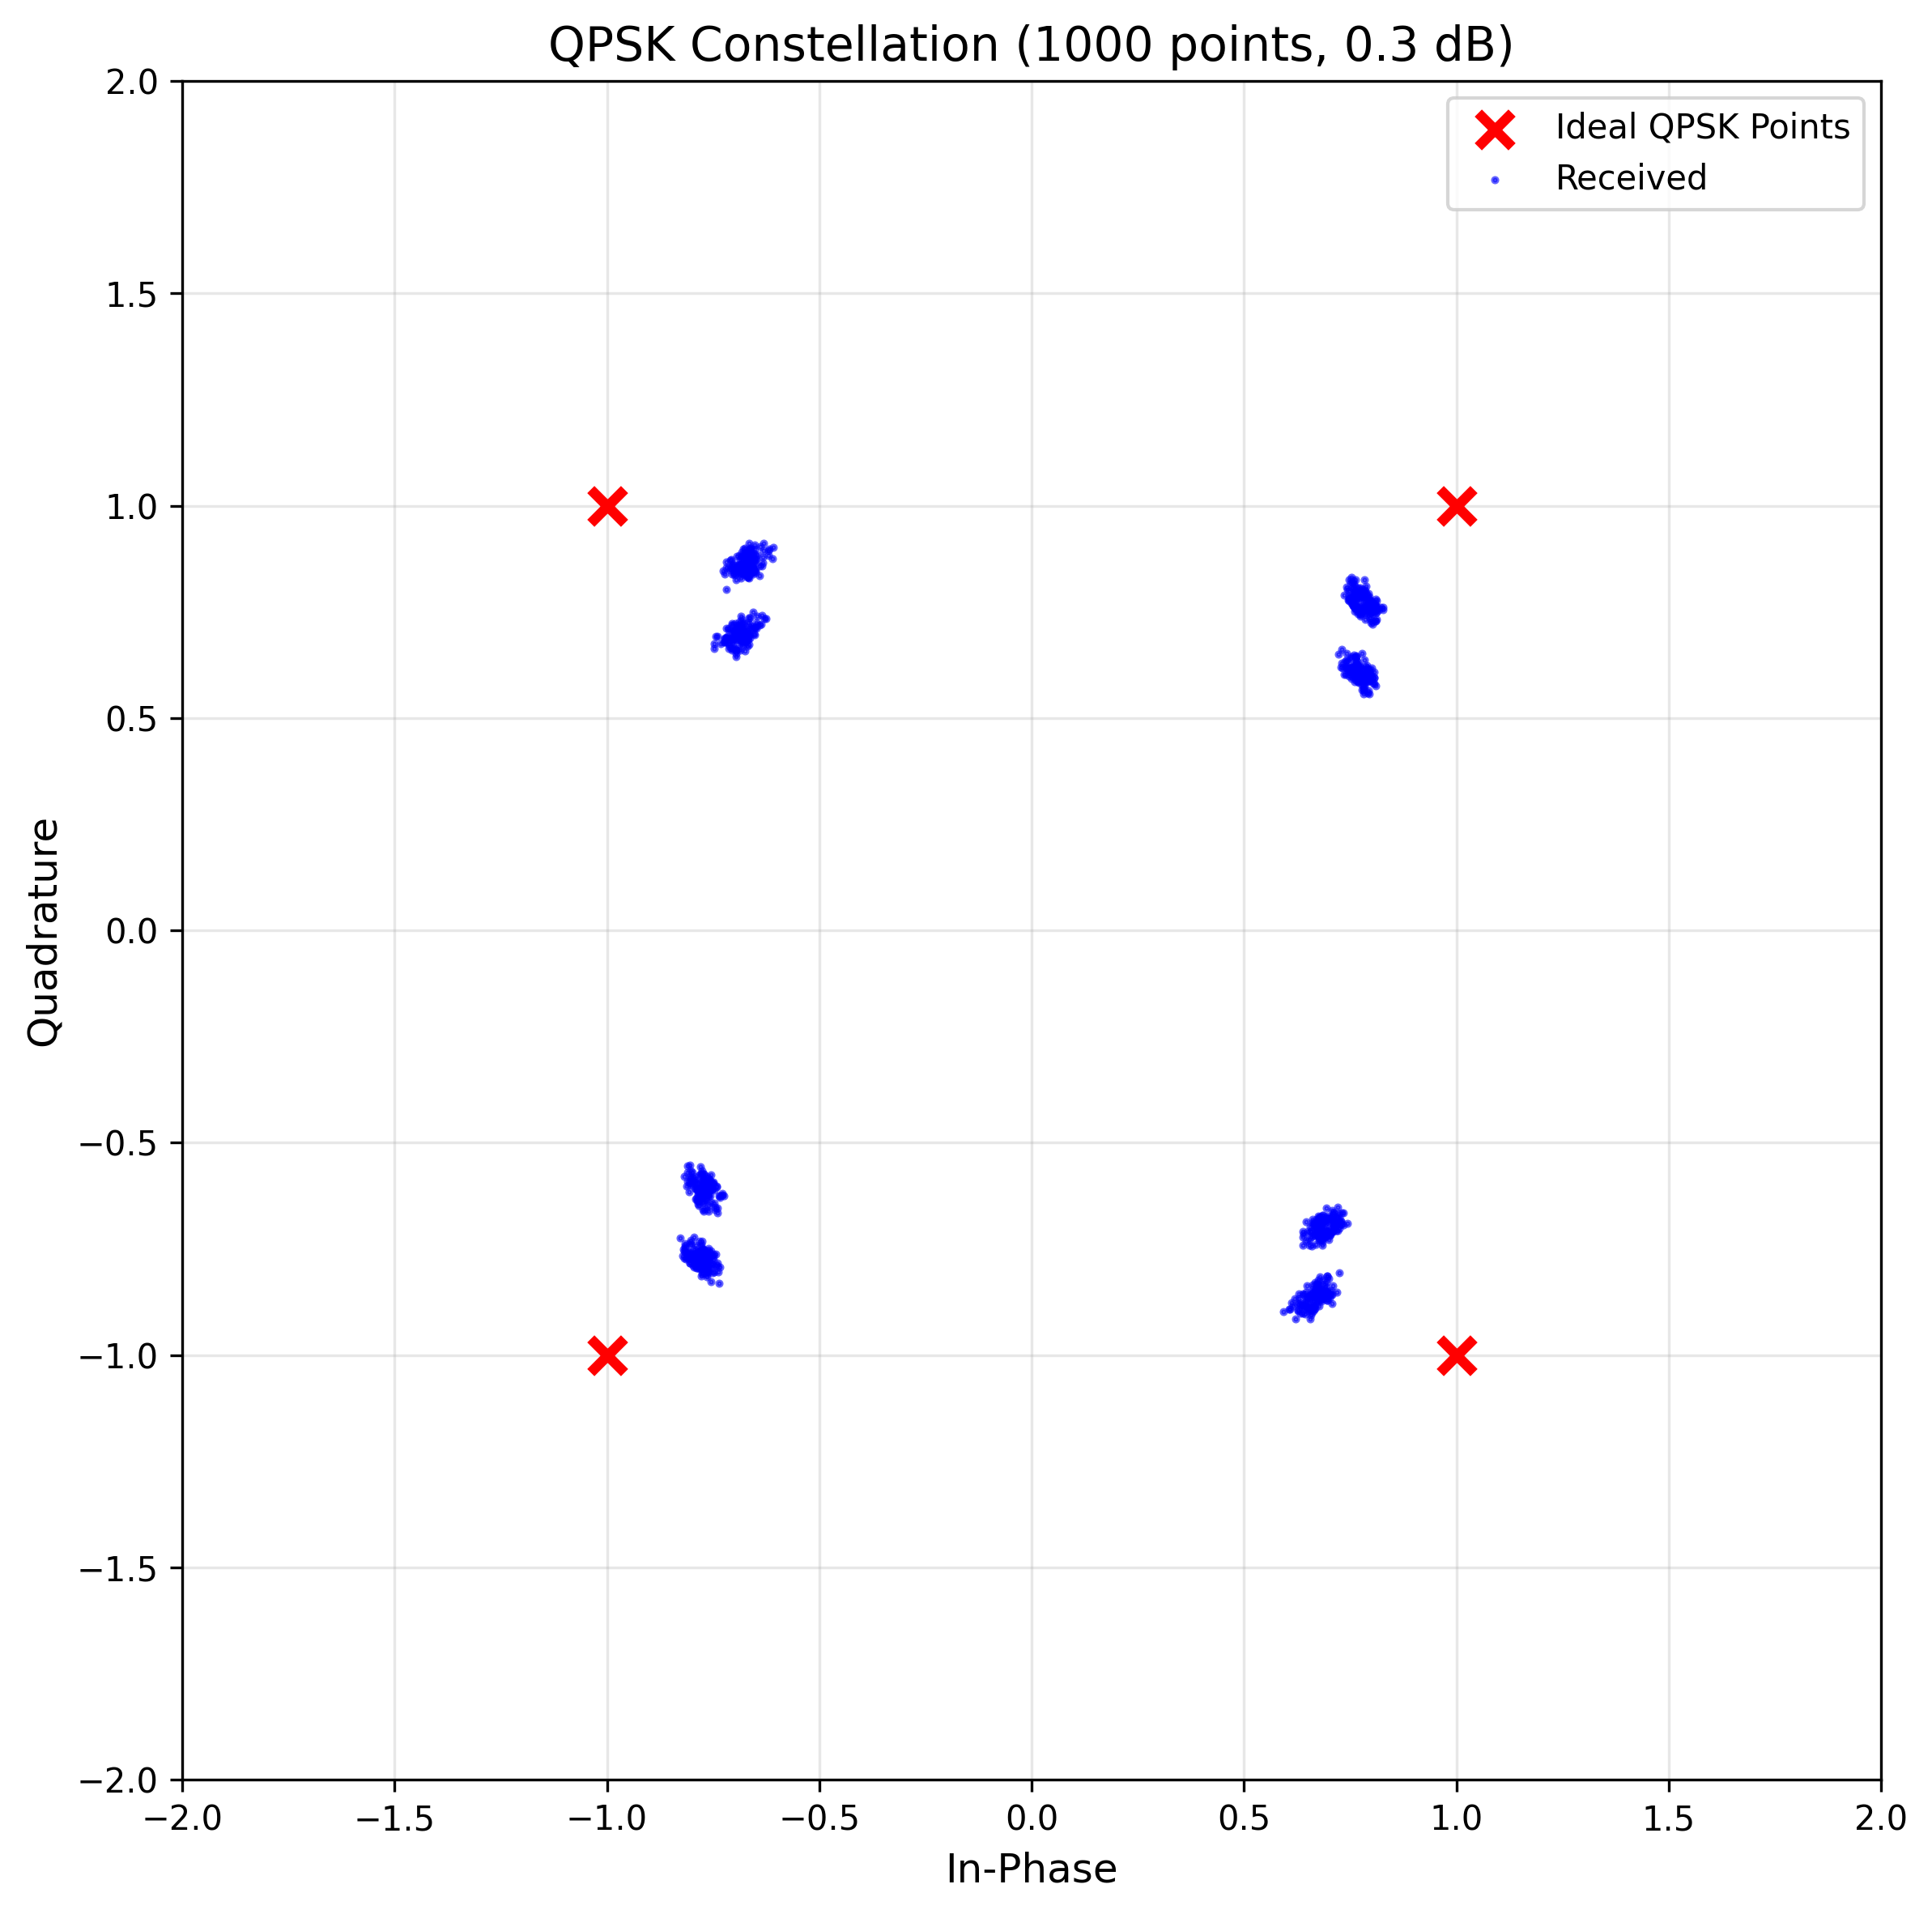 QPSK Constellation (1000 points, 0.3 dB)
Ideal QPSK Points
Received
2.0
1.5
1.0
0.5
0.0
−0.5
−1.0
−1.5
−2.0
Quadrature
−2.0 −1.5 −1.0 −0.5 0.0 0.5 1.0 1.5 2.0
In-Phase